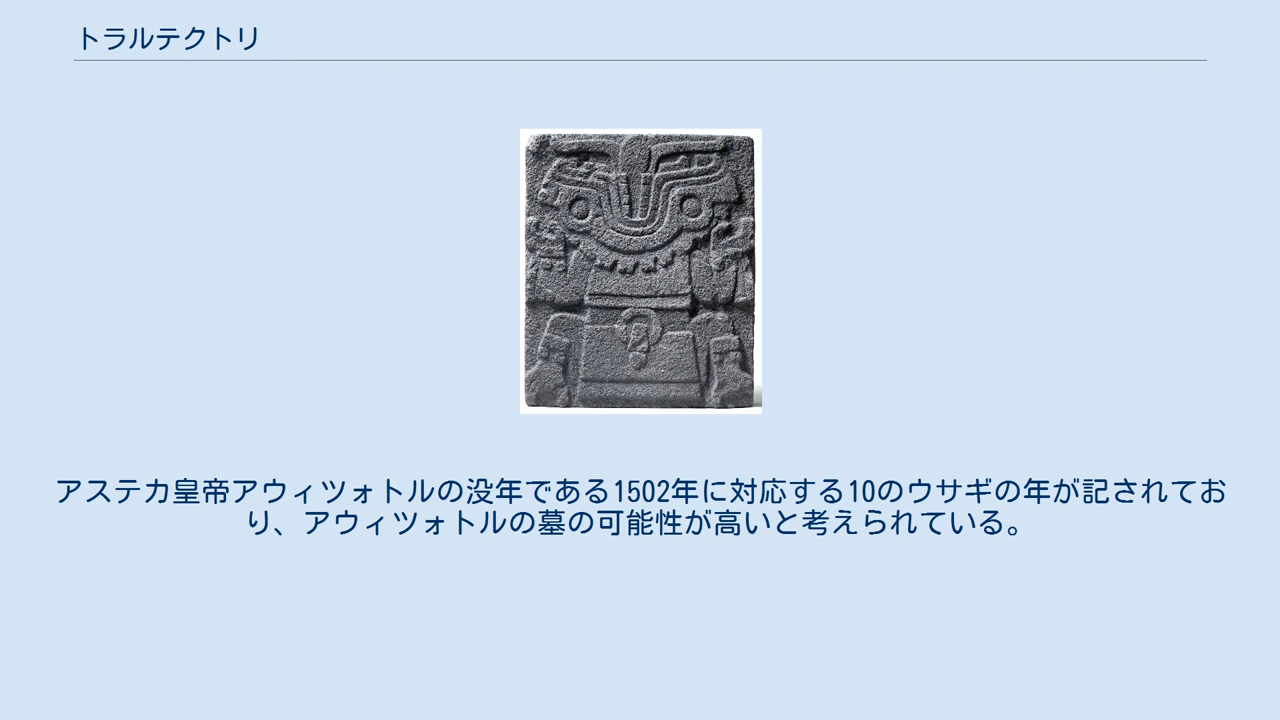 トラルテクトリ
アステカ皇帝アウィツォトルの没年である1502年に対応する10のウサギの年が記されてお
り、アウィツォトルの墓の可能性が高いと考えられている。